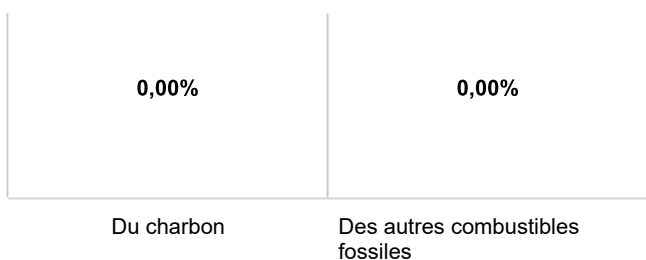 0,00% 0,00%
Du charbon Des autres combustibles
fossiles